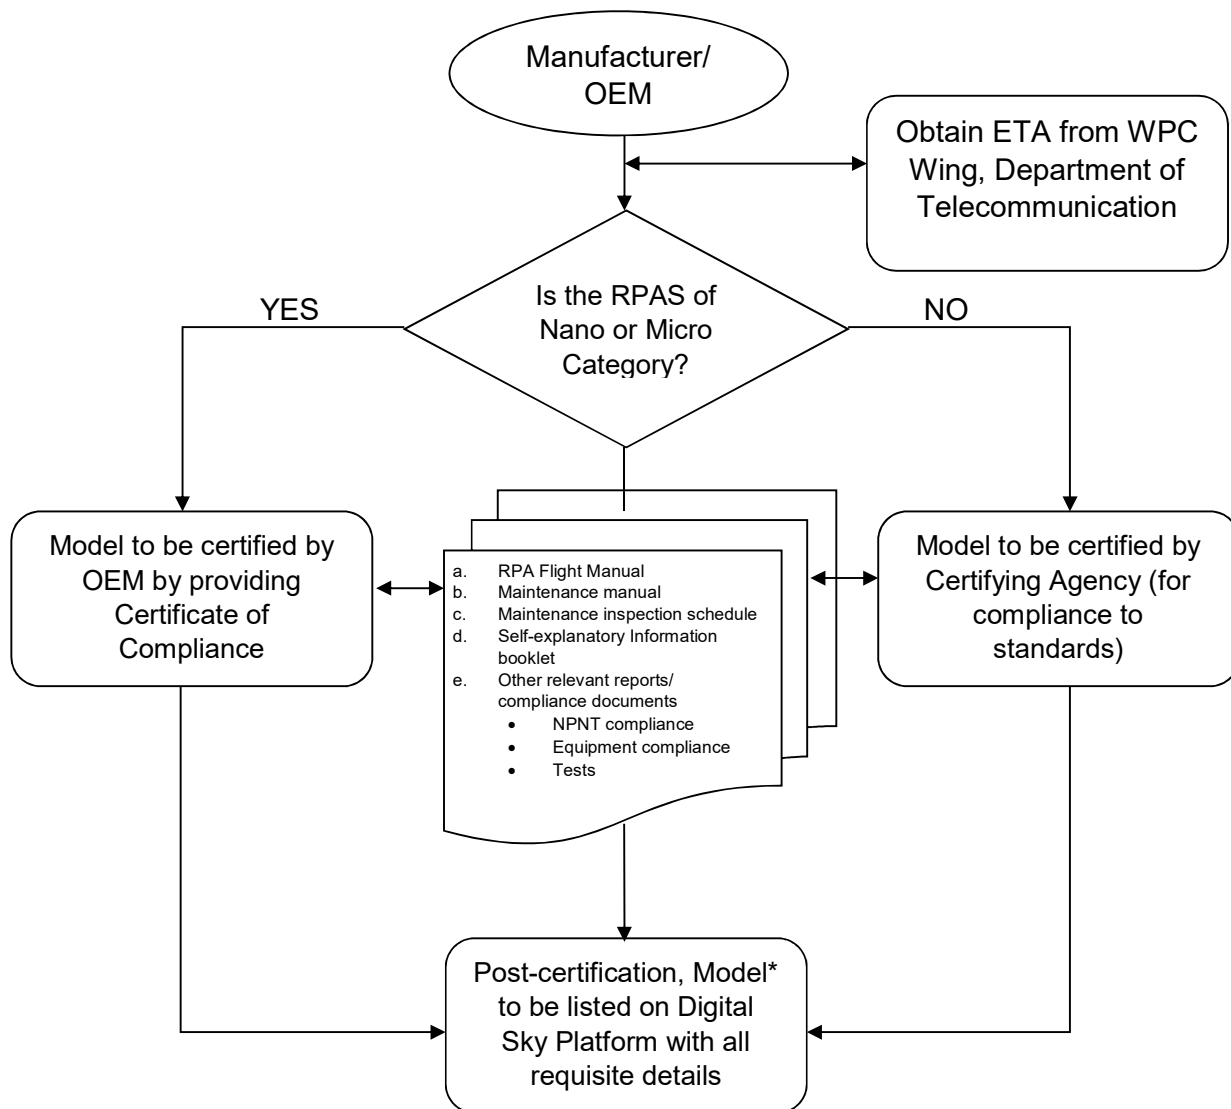 Manufacturer/
OEM
Obtain ETA from WPC
Wing, Department of
Telecommunication
Is the RPAS of
Nano or Micro
Category?
YES
NO
Model to be certified by
OEM by providing
Certificate of
Compliance
a. RPA Flight Manual
b. Maintenance manual
c. Maintenance inspection schedule
d. Self-explanatory Information
booklet
e. Other relevant reports/
compliance documents
• NPNT compliance
• Equipment compliance
• Tests
Model to be certified by
Certifying Agency (for
compliance to
standards)
Post-certification, Model*
to be listed on Digital
Sky Platform with all
requisite details